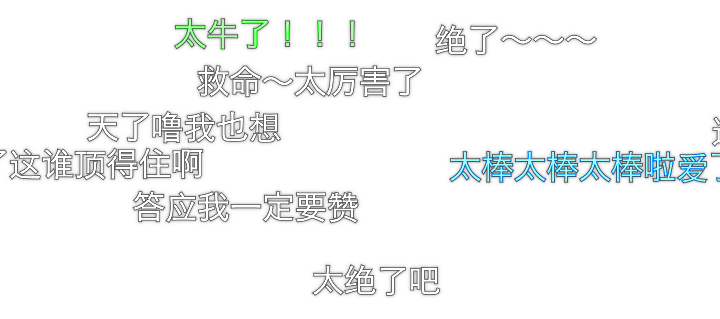 太牛了！！！
绝了～～～
救命～太厉害了
天了噜我也想
了这谁顶得住啊
太棒太棒太棒啦爱了
答应我一定要赞
太绝了吧